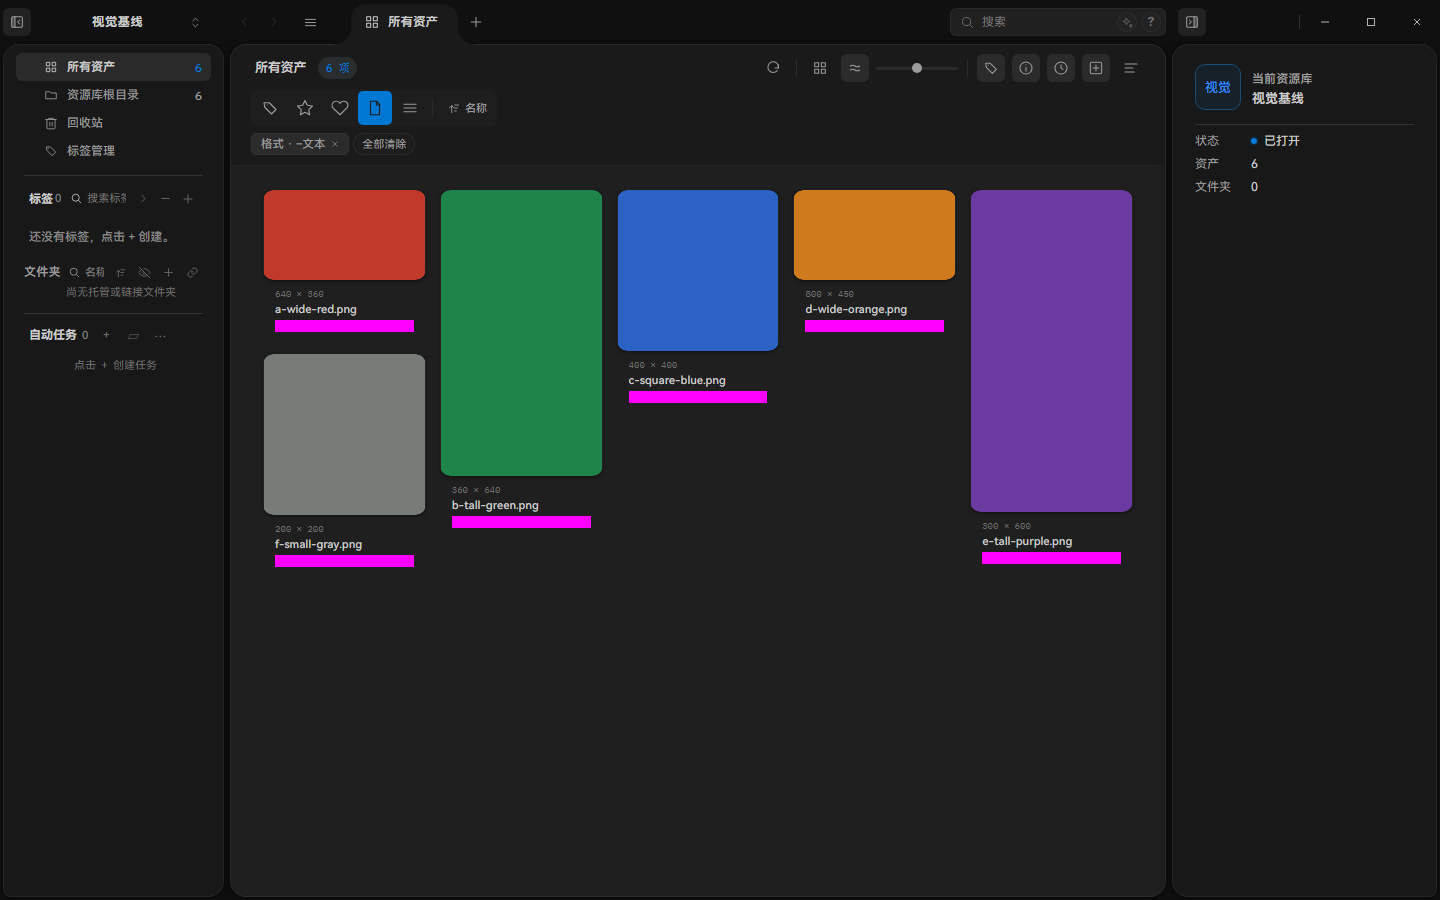 视觉基线
所有资产
搜索
?
所有资产 6
资源库根目录 6
回收站
标签管理
标签 0 搜索标签
还没有标签，点击 + 创建。
文件夹 名称
尚无托管或链接文件夹
自动任务 0 + ...
点击 + 创建任务
所有资产 6 项
名称
格式 · −文本 ×
全部清除
640 × 360
a-wide-red.png
360 × 640
b-tall-green.png
400 × 400
c-square-blue.png
800 × 450
d-wide-orange.png
300 × 600
e-tall-purple.png
200 × 200
f-small-gray.png
视觉
当前资源库
视觉基线
状态 已打开
资产 6
文件夹 0